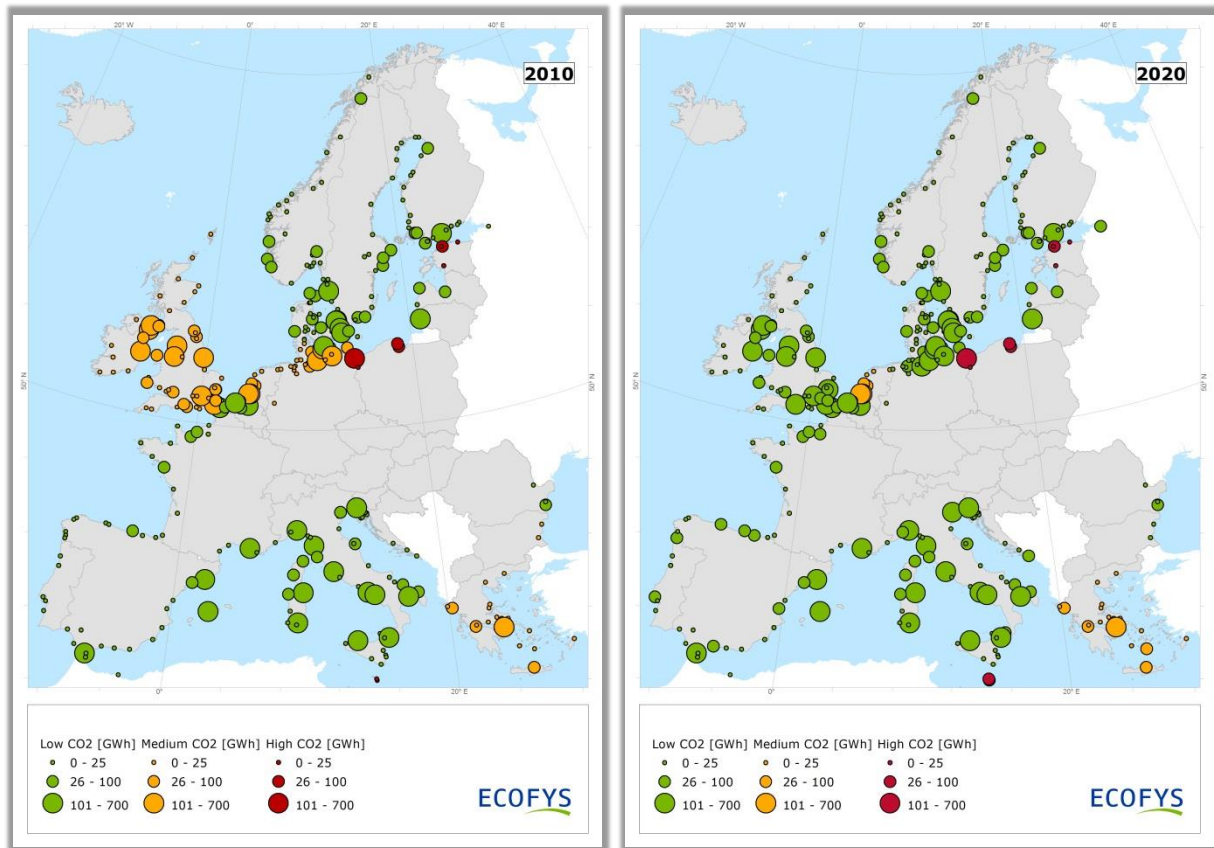 20° W 0° 20° E 40° E
2010
50° N 50° N
0° 20° E
Low CO2 [GWh] Medium CO2 [GWh] High CO2 [GWh]
0 - 25 0 - 25 0 - 25
26 - 100 26 - 100 26 - 100
101 - 700 101 - 700 101 - 700
ECOFYS
20° W 0° 20° E 40° E
2020
50° N 50° N
0° 20° E
Low CO2 [GWh] Medium CO2 [GWh] High CO2 [GWh]
0 - 25 0 - 25 0 - 25
26 - 100 26 - 100 26 - 100
101 - 700 101 - 700 101 - 700
ECOFYS